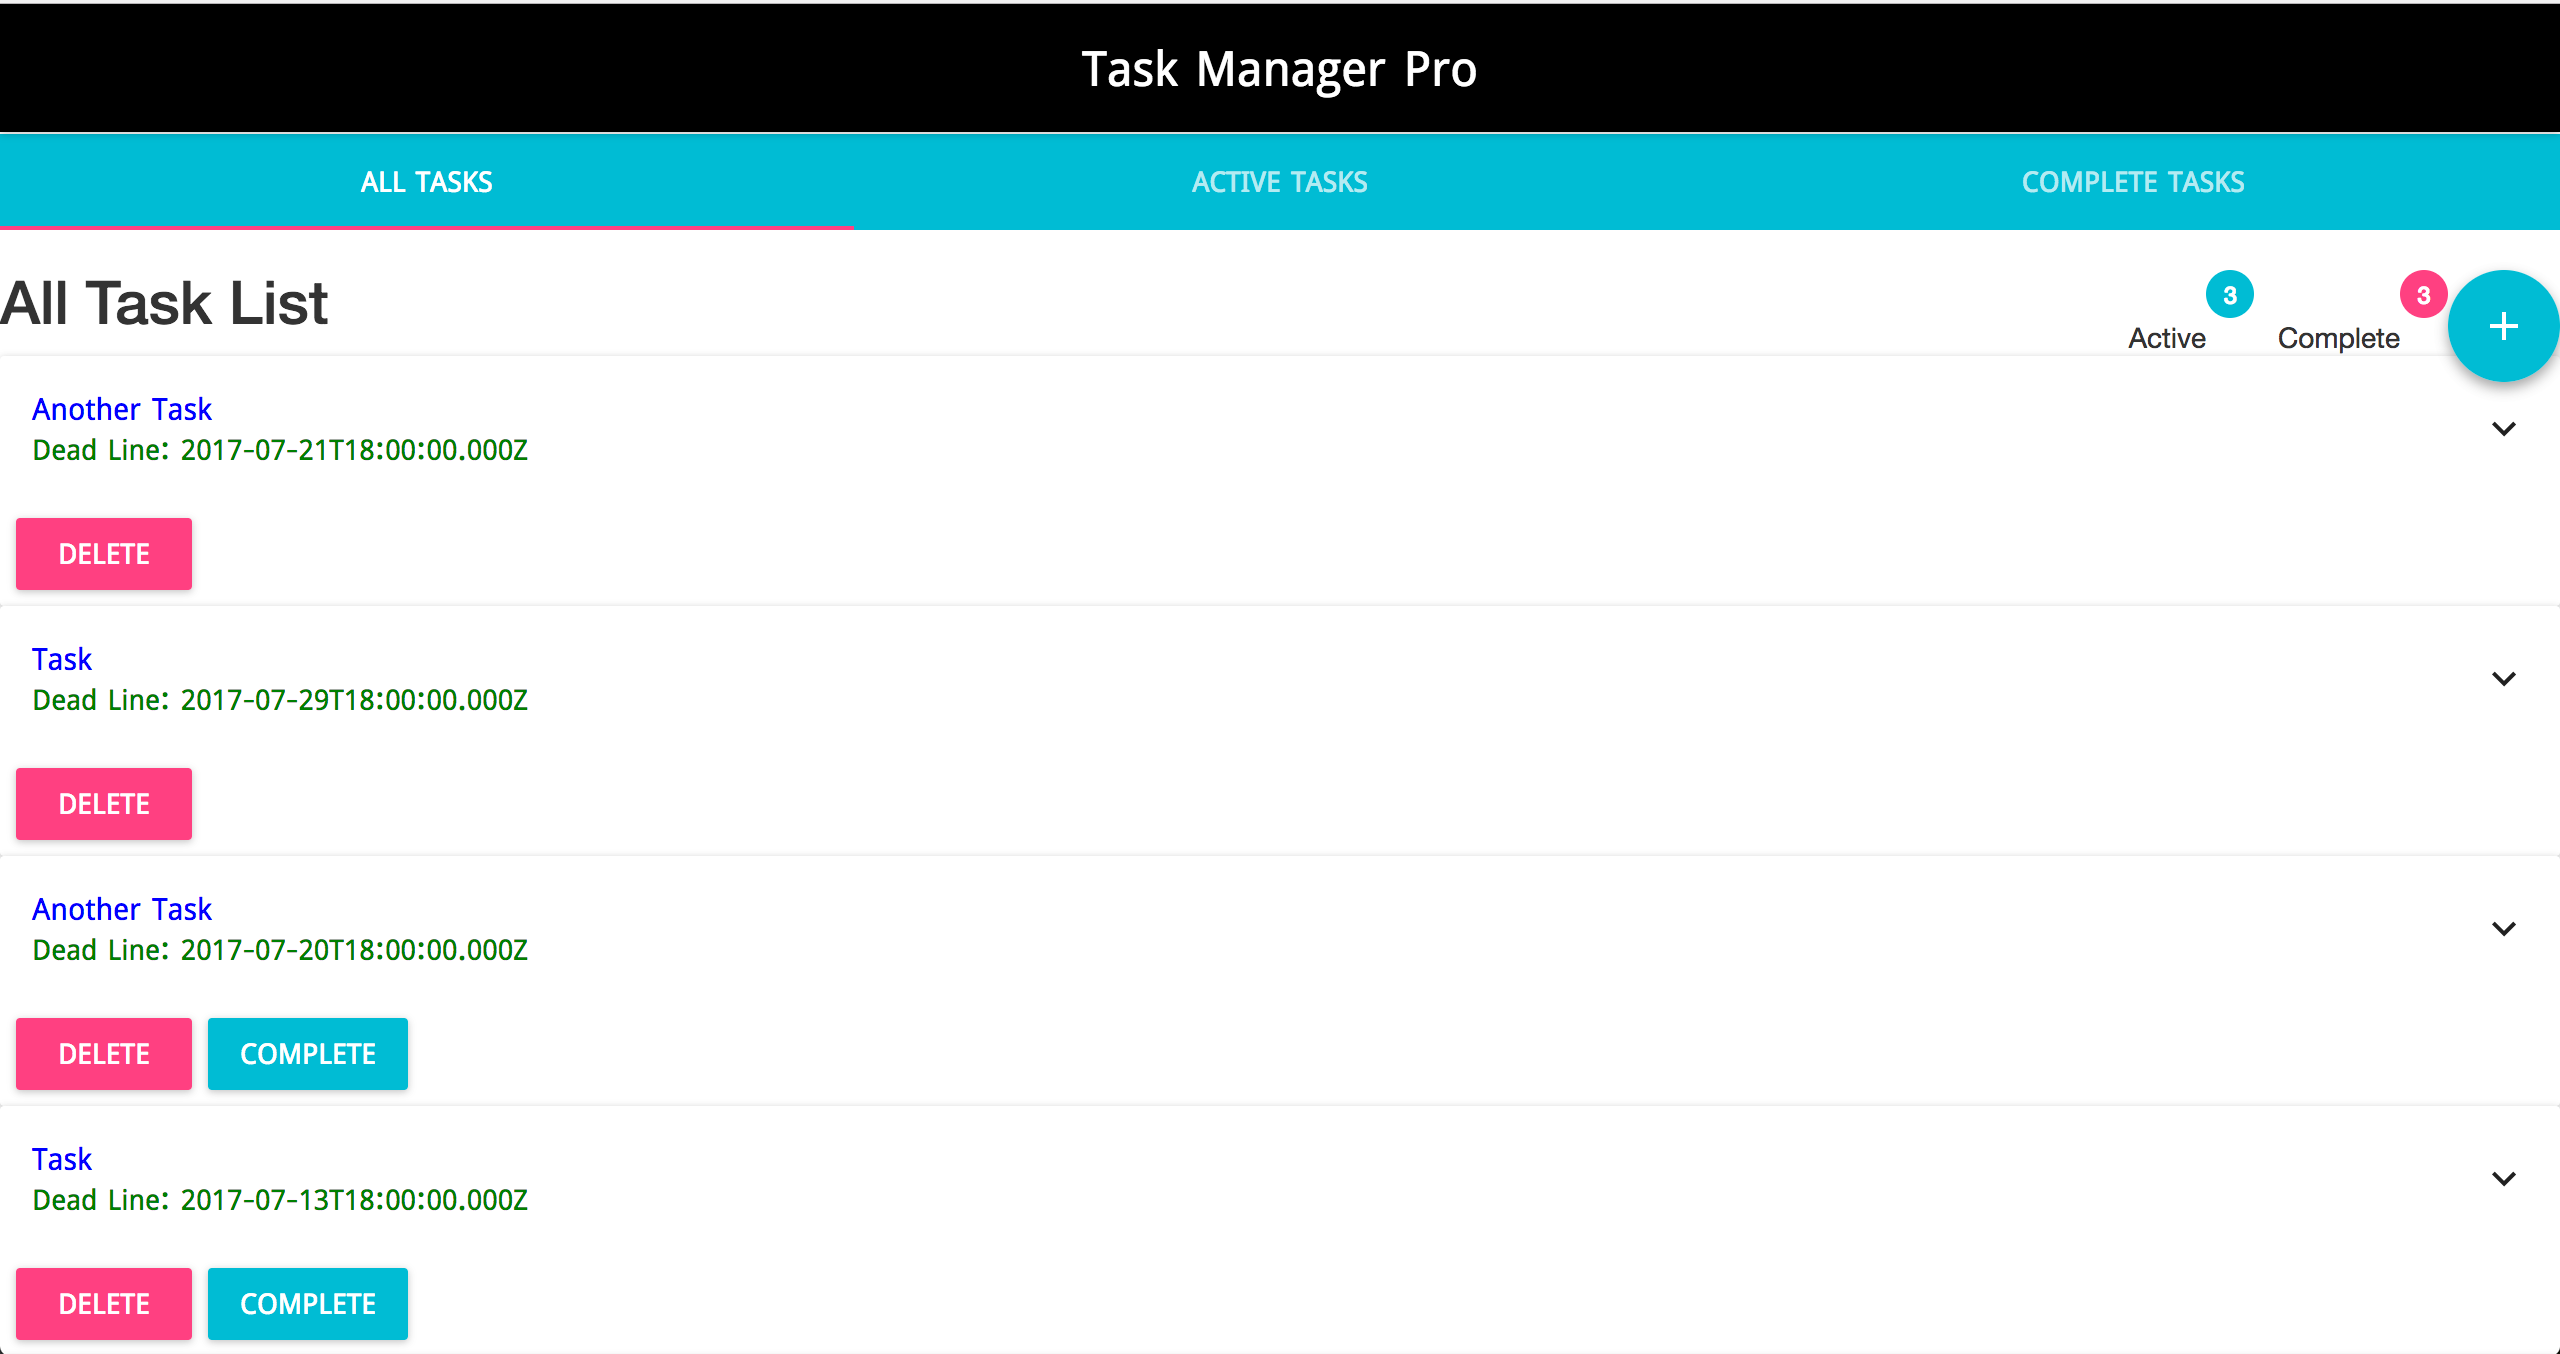 Task Manager Pro
ALL TASKS ACTIVE TASKS COMPLETE TASKS
All Task List
3 3
Active Complete
+
Another Task
Dead Line: 2017-07-21T18:00:00.000Z
DELETE
Task
Dead Line: 2017-07-29T18:00:00.000Z
DELETE
Another Task
Dead Line: 2017-07-20T18:00:00.000Z
DELETE COMPLETE
Task
Dead Line: 2017-07-13T18:00:00.000Z
DELETE COMPLETE